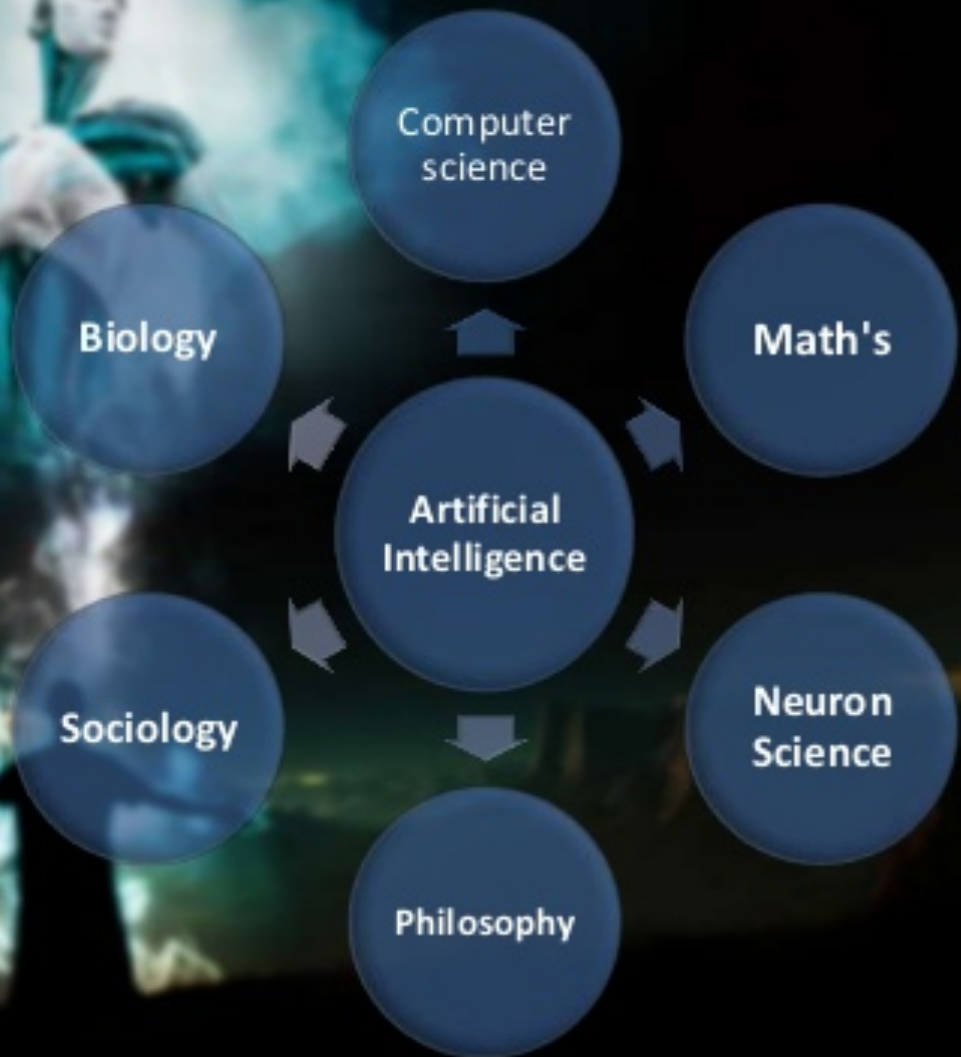 Computer
science
Biology
Math's
Artificial
Intelligence
Sociology
Neuron
Science
Philosophy